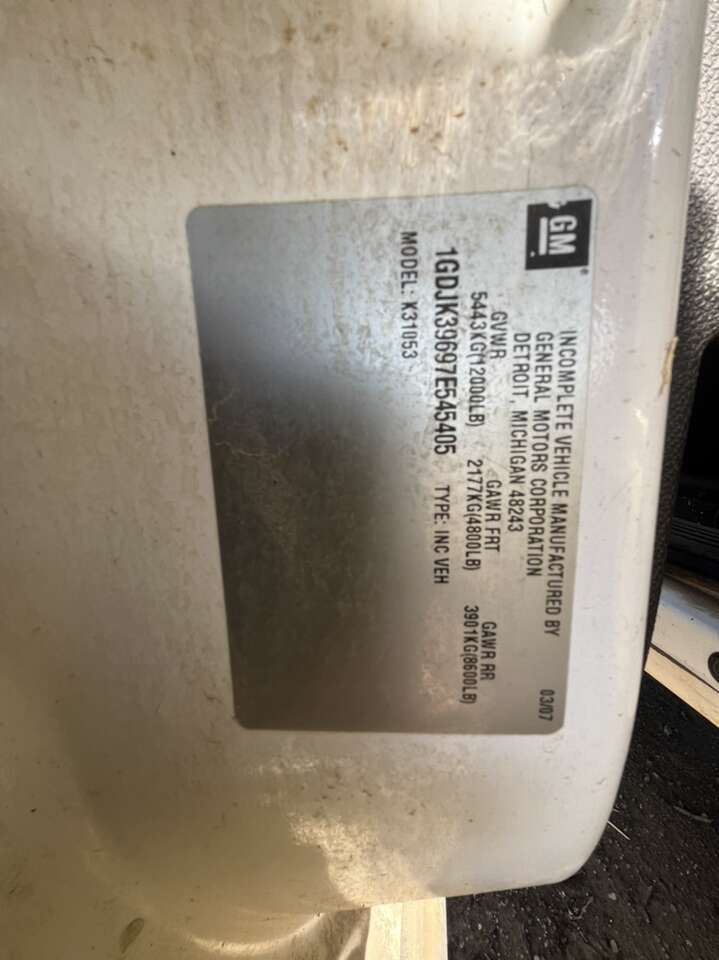 GM®
INCOMPLETE VEHICLE MANUFACTURED BY
GENERAL MOTORS CORPORATION
DETROIT, MICHIGAN 48243
03/07
GVWR GAWR FRT GAWR RR
5443KG(12000LB) 2177KG(4800LB) 3901KG(8600LB)
1GDJK39697E545405 TYPE: INC VEH
MODEL: K31053